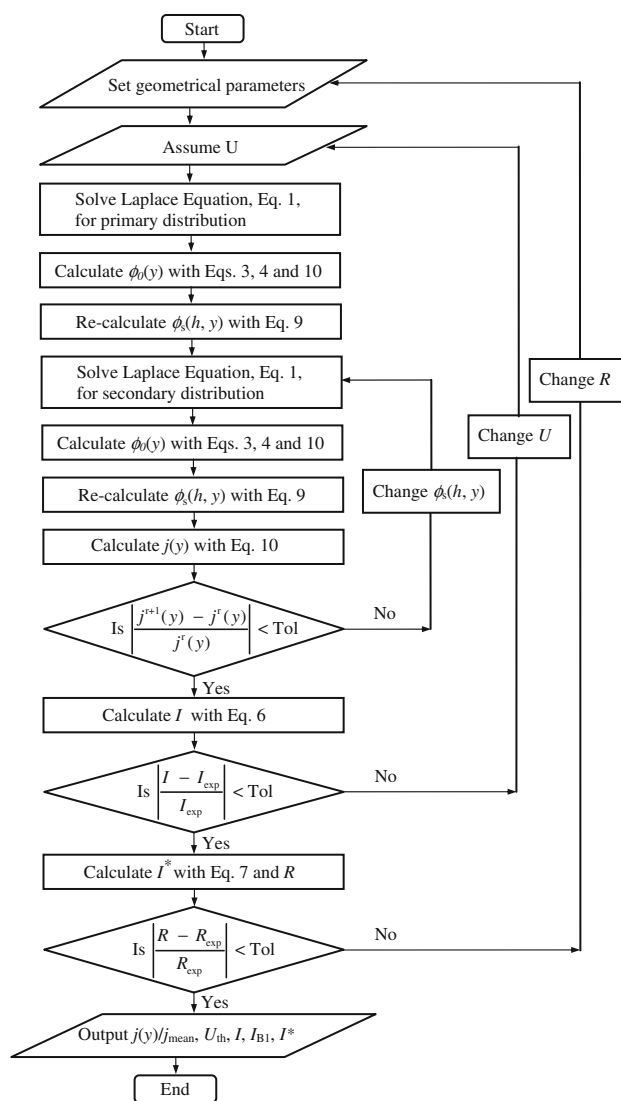 Start
Set geometrical parameters
Assume U
Solve Laplace Equation, Eq. 1,
for primary distribution
Calculate ϕ₀(y) with Eqs. 3, 4 and 10
Re-calculate ϕₛ(h, y) with Eq. 9
Solve Laplace Equation, Eq. 1,
for secondary distribution
Calculate ϕ₀(y) with Eqs. 3, 4 and 10
Re-calculate ϕₛ(h, y) with Eq. 9
Calculate j(y) with Eq. 10
Is |(j^{r+1}(y) − j^r(y)) / j^r(y)| < Tol
No
Change ϕₛ(h, y)
Yes
Calculate I with Eq. 6
Is |(I − I_exp) / I_exp| < Tol
No
Change U
Yes
Calculate I* with Eq. 7 and R
Is |(R − R_exp) / R_exp| < Tol
No
Change R
Yes
Output j(y)/j_mean, U_th, I, I_B1, I*
End